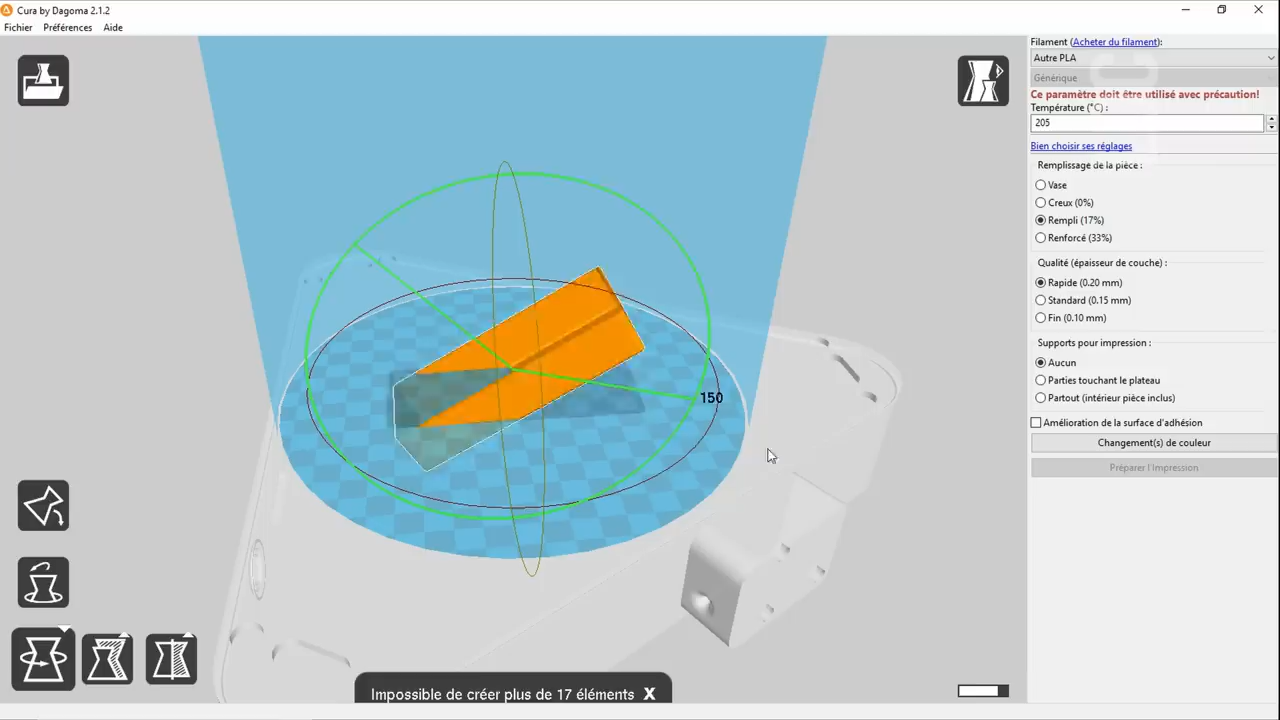 Cura by Dagoma 2.1.2
Fichier Préférences Aide
Filament (Acheter du filament):
Autre PLA
Générique
Ce paramètre doit être utilisé avec précaution!
Température (°C) :
205
Bien choisir ses réglages
Remplissage de la pièce :
Vase
Creux (0%)
Rempli (17%)
Renforcé (33%)
Qualité (épaisseur de couche) :
Rapide (0.20 mm)
Standard (0.15 mm)
Fin (0.10 mm)
Supports pour impression :
Aucun
Parties touchant le plateau
Partout (intérieur pièce inclus)
Amélioration de la surface d'adhésion
Changement(s) de couleur
Préparer l'Impression
150
Impossible de créer plus de 17 éléments X